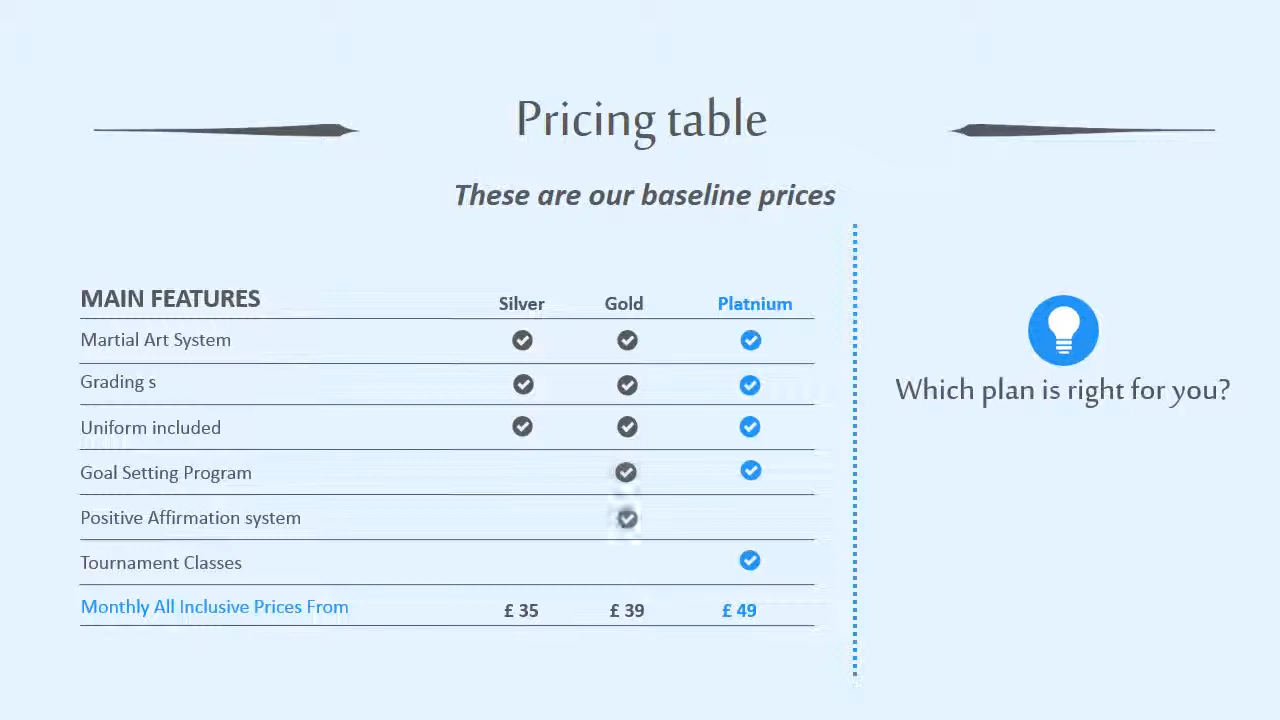 Pricing table
These are our baseline prices
MAIN FEATURES Silver Gold Platnium
Martial Art System
Grading s
Uniform included
Goal Setting Program
Positive Affirmation system
Tournament Classes
Monthly All Inclusive Prices From £ 35 £ 39 £ 49
Which plan is right for you?